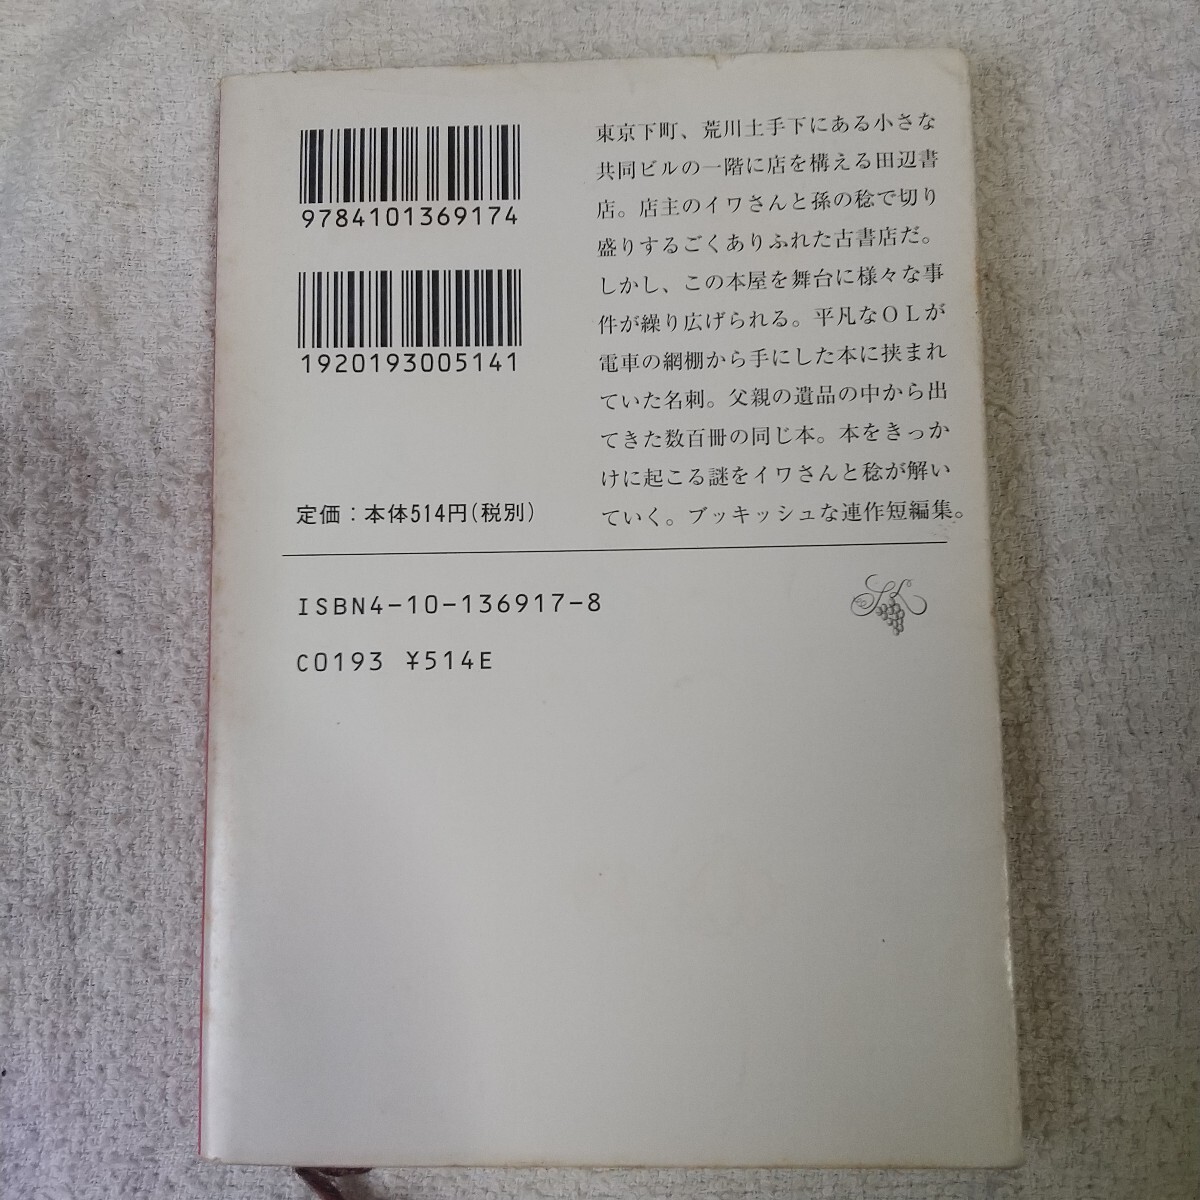 9784101369174
1920193005141
東京下町、荒川土手下にある小さな
共同ビルの一階に店を構える田辺書
店。店主のイワさんと孫の稔で切り
盛りするごくありふれた古書店だ。
しかし、この本屋を舞台に様々な事
件が繰り広げられる。平凡なＯＬが
電車の網棚から手にした本に挟まれ
ていた名刺。父親の遺品の中から出
てきた数百冊の同じ本。本をきっか
けに起こる謎をイワさんと稔が解い
ていく。ブッキッシュな連作短編集。
定価：本体514円(税別)
ISBN4-10-136917-8
C0193 ¥514E
SK